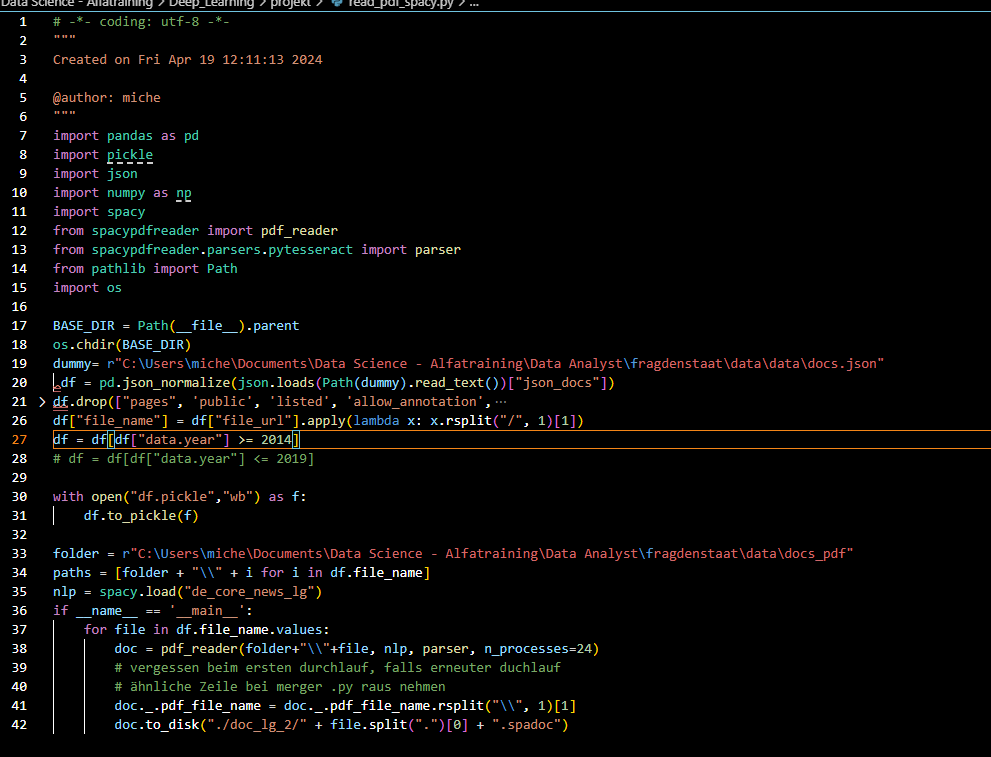 Data Science - Alfatraining > Deep_Learning > projekt > read_pdf_spacy.py > ...
1 # -*- coding: utf-8 -*-
2 """
3 Created on Fri Apr 19 12:11:13 2024
4
5 @author: miche
6 """
7 import pandas as pd
8 import pickle
9 import json
10 import numpy as np
11 import spacy
12 from spacypdfreader import pdf_reader
13 from spacypdfreader.parsers.pytesseract import parser
14 from pathlib import Path
15 import os
16
17 BASE_DIR = Path(__file__).parent
18 os.chdir(BASE_DIR)
19 dummy= r"C:\Users\miche\Documents\Data Science - Alfatraining\Data Analyst\fragdenstaat\data\data\docs.json"
20  df = pd.json_normalize(json.loads(Path(dummy).read_text())["json_docs"])
21 > df.drop(["pages", 'public', 'listed', 'allow_annotation',···
26 df["file_name"] = df["file_url"].apply(lambda x: x.rsplit("/", 1)[1])
27 df = df[df["data.year"] >= 2014]
28 # df = df[df["data.year"] <= 2019]
29
30 with open("df.pickle","wb") as f:
31     df.to_pickle(f)
32
33 folder = r"C:\Users\miche\Documents\Data Science - Alfatraining\Data Analyst\fragdenstaat\data\docs_pdf"
34 paths = [folder + "\\" + i for i in df.file_name]
35 nlp = spacy.load("de_core_news_lg")
36 if __name__ == '__main__':
37     for file in df.file_name.values:
38         doc = pdf_reader(folder+"\\"+file, nlp, parser, n_processes=24)
39         # vergessen beim ersten durchlauf, falls erneuter duchlauf
40         # ähnliche Zeile bei merger .py raus nehmen
41         doc._.pdf_file_name = doc._.pdf_file_name.rsplit("\\", 1)[1]
42         doc.to_disk("./doc_lg_2/" + file.split(".")[0] + ".spadoc")